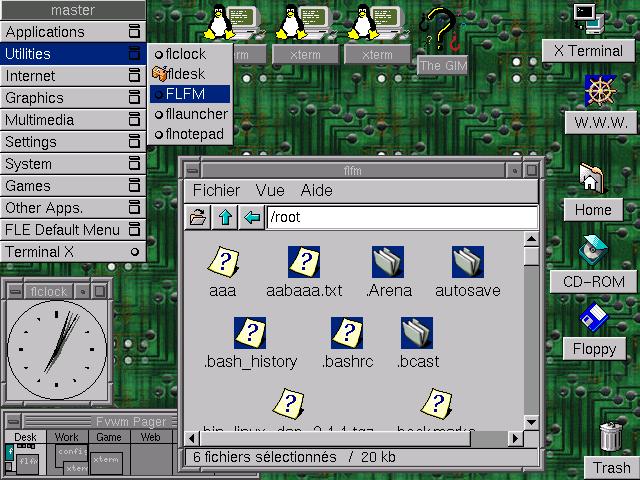 master
Applications
Utilities
Internet
Graphics
Multimedia
Settings
System
Games
Other Apps.
FLE Default Menu
Terminal X
flclock
fldesk
FLFM
fllauncher
flnotepad
xterm
xterm
The GIM
X Terminal
W.W.W.
Home
CD-ROM
Floppy
Trash
flfm
Fichier Vue Aide
/root
aaa aabaaa.txt .Arena autosave
.bash_history .bashrc .bcast
6 fichiers sélectionnés / 20 kb
flclock
Fvwm Pager
Desk Work Game Web
flfm
xterm